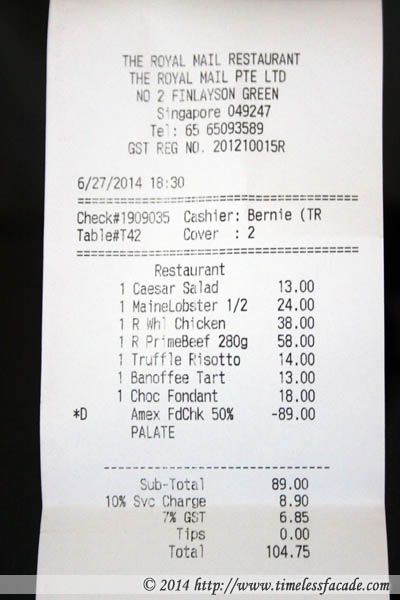 THE ROYAL MAIL RESTAURANT
THE ROYAL MAIL PTE LTD
NO 2 FINLAYSON GREEN
Singapore 049247
Tel: 65 65093589
GST REG NO. 201210015R
6/27/2014 18:30
Check#1909035 Cashier: Bernie (TR
Table#T42 Cover : 2
Restaurant
1 Caesar Salad 13.00
1 MaineLobster 1/2 24.00
1 R Whl Chicken 38.00
1 R PrimeBeef 280g 58.00
1 Truffle Risotto 14.00
1 Banoffee Tart 13.00
1 Choc Fondant 18.00
*D Amex FdChk 50% -89.00
PALATE
Sub-Total 89.00
10% Svc Charge 8.90
7% GST 6.85
Tips 0.00
Total 104.75
© 2014 http://www.timelessfacade.com